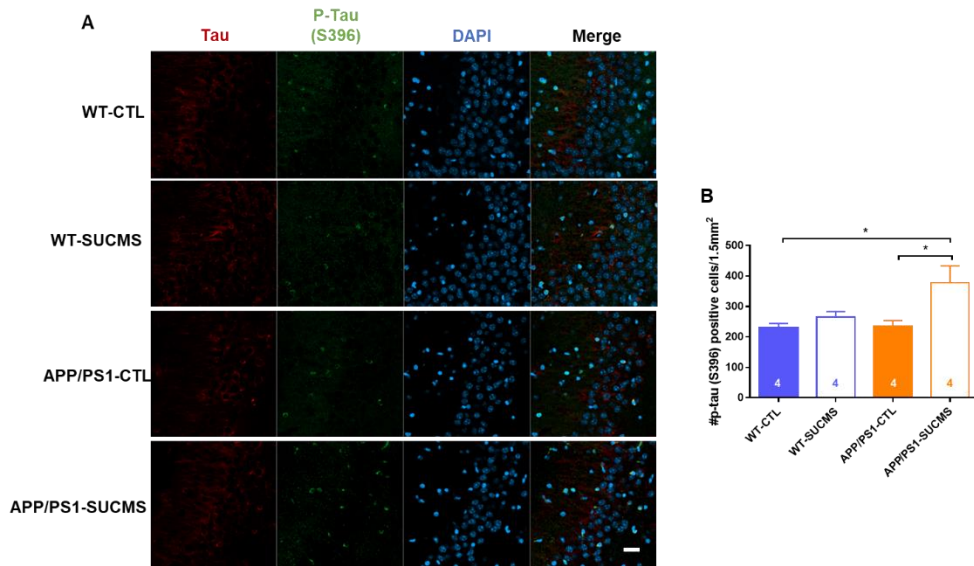 A
Tau
P-Tau
(S396)
DAPI
Merge
WT-CTL
WT-SUCMS
APP/PS1-CTL
APP/PS1-SUCMS
B
#p-tau (S396) positive cells/1.5mm²
500
400
300
200
100
0
*
*
4
4
4
4
WT-CTL
WT-SUCMS
APP/PS1-CTL
APP/PS1-SUCMS